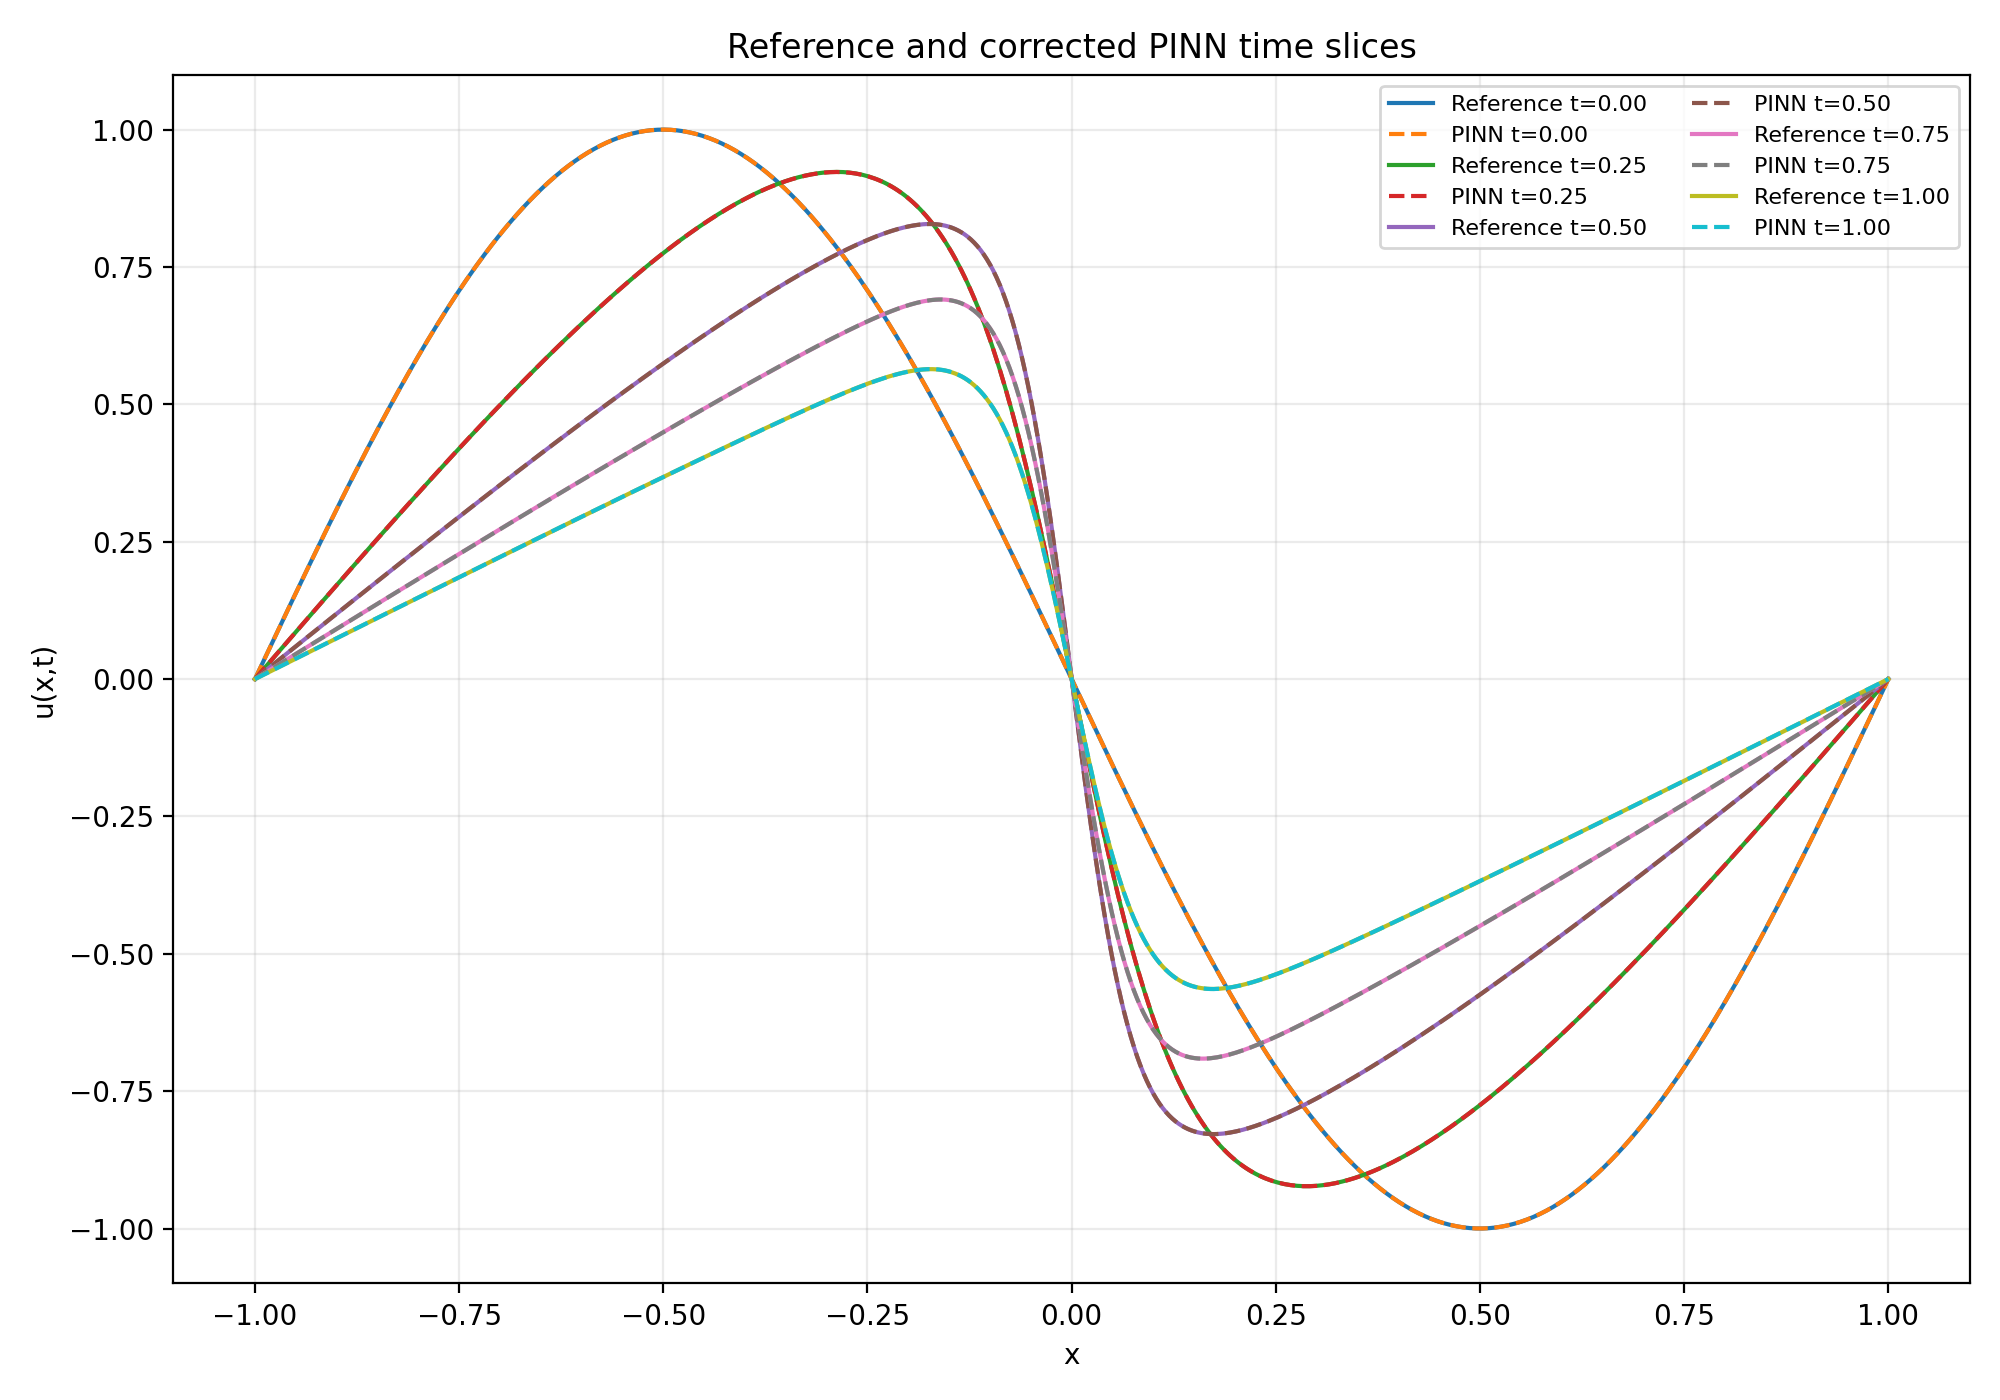 Reference and corrected PINN time slices
Reference t=0.00
PINN t=0.00
Reference t=0.25
PINN t=0.25
Reference t=0.50
PINN t=0.50
Reference t=0.75
PINN t=0.75
Reference t=1.00
PINN t=1.00
u(x,t)
1.00
0.75
0.50
0.25
0.00
−0.25
−0.50
−0.75
−1.00
−1.00 −0.75 −0.50 −0.25 0.00 0.25 0.50 0.75 1.00
x